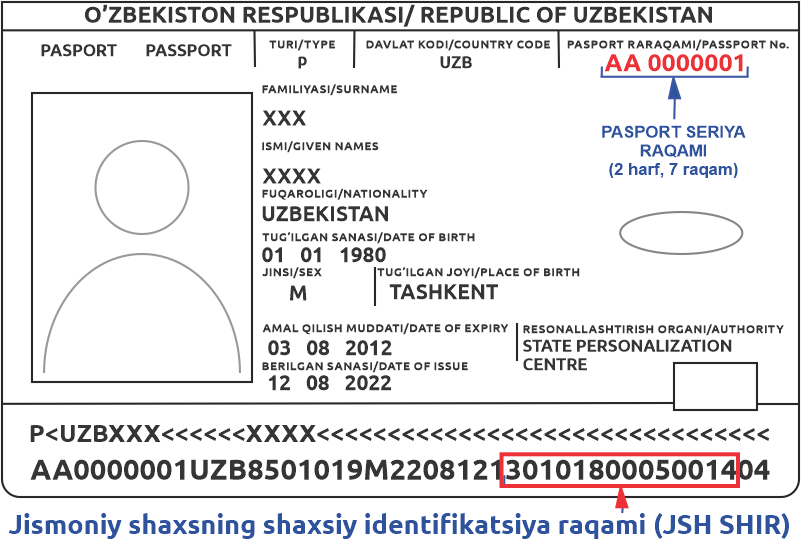 O’ZBEKISTON RESPUBLIKASI/ REPUBLIC OF UZBEKISTAN
PASPORT PASSPORT
TURI/TYPE
P
DAVLAT KODI/COUNTRY CODE
UZB
PASPORT RARAQAMI/PASSPORT No.
AA 0000001
PASPORT SERIYA
RAQAMI
(2 harf, 7 raqam)
FAMILIYASI/SURNAME
XXX
ISMI/GIVEN NAMES
XXXX
FUQAROLIGI/NATIONALITY
UZBEKISTAN
TUG’ILGAN SANASI/DATE OF BIRTH
01 01 1980
JINSI/SEX
M
TUG’ILGAN JOYI/PLACE OF BIRTH
TASHKENT
AMAL QILISH MUDDATI/DATE OF EXPIRY
03 08 2012
BERILGAN SANASI/DATE OF ISSUE
12 08 2022
RESONALLASHTIRISH ORGANI/AUTHORITY
STATE PERSONALIZATION
CENTRE
P<UZBXXX<<<<<<XXXX<<<<<<<<<<<<<<<<<<<<<<<<<<<<<<<<
AA0000001UZB8501019M22081213010180005001404
Jismoniy shaxsning shaxsiy identifikatsiya raqami (JSH SHIR)